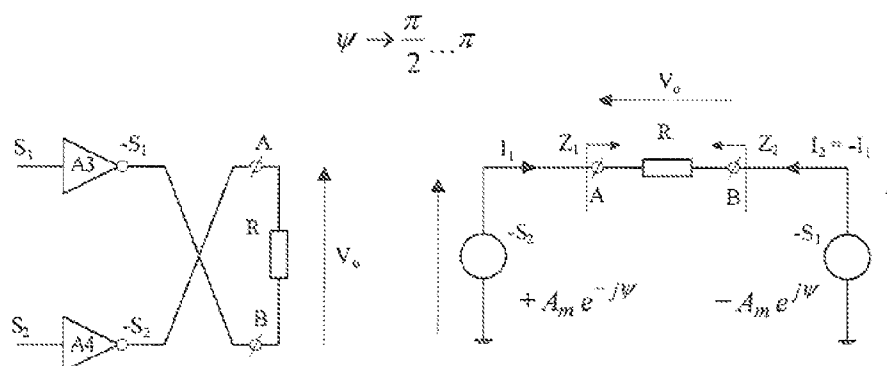 ψ → π/2 … π
S₁ A3 -S₁ A
R V₀
B
S₂ A4 -S₂
V₀
I₁ Z₁ R Z₂ I₂ = -I₁
A B
-S₂ -S₁
+ Aₘ e^{-jψ} - Aₘ e^{jψ}